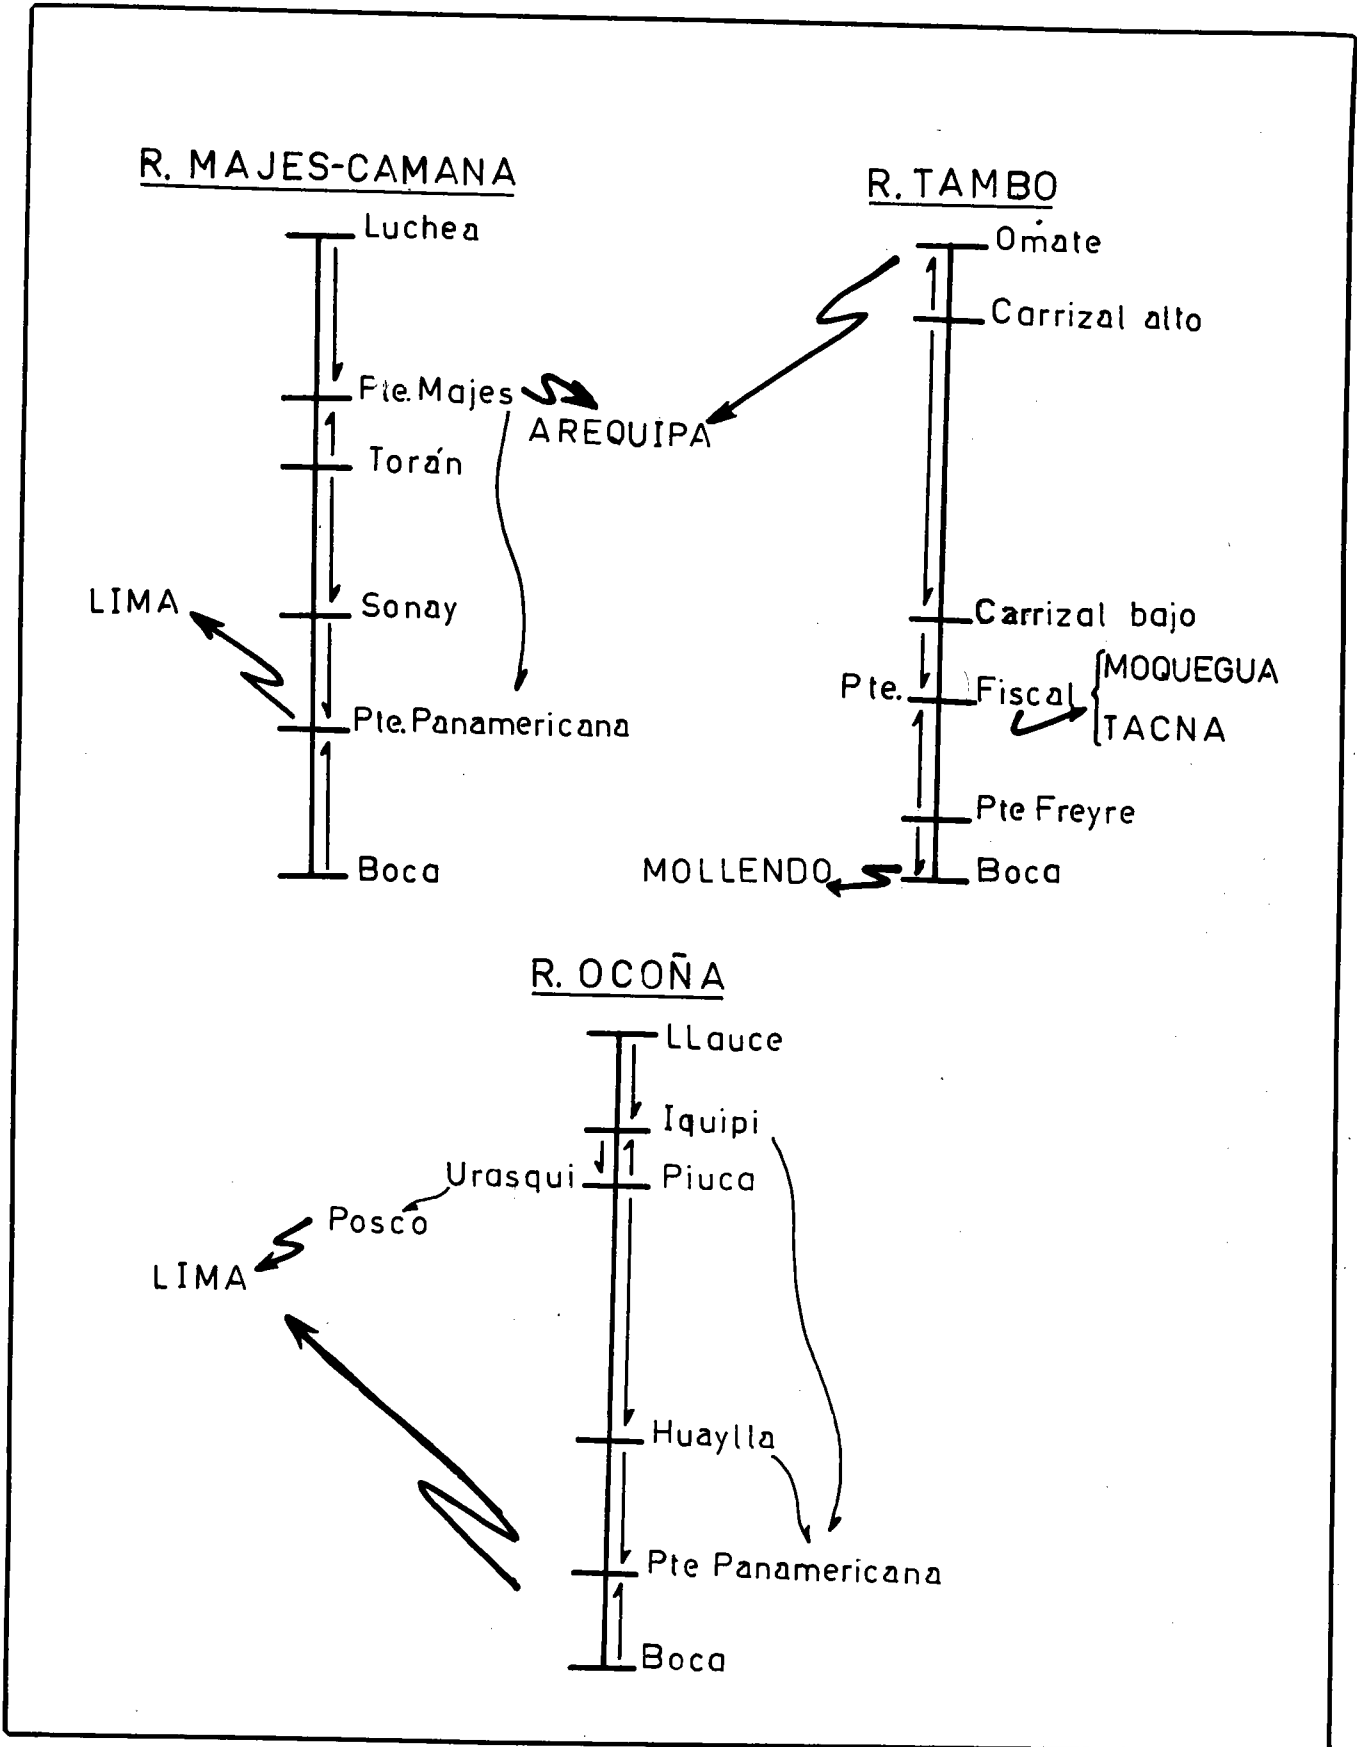 R. MAJES-CAMANA
Luchea
Pte. Majes
AREQUIPA
Torán
LIMA
Sonay
Pte. Panamericana
Boca
R. TAMBO
Omate
Carrizal alto
Carrizal bajo
Pte. Fiscal
MOQUEGUA
TACNA
Pte Freyre
MOLLENDO
Boca
R. OCOÑA
LLauce
Iquipi
Urasqui
Piuca
Posco
LIMA
Huaylla
Pte Panamericana
Boca